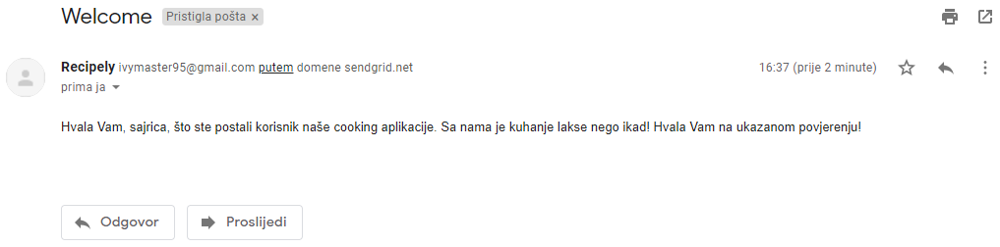 Welcome Pristigla pošta ×
Recipely ivymaster95@gmail.com putem domene sendgrid.net 16:37 (prije 2 minute)
prima ja
Hvala Vam, sajrica, što ste postali korisnik naše cooking aplikacije. Sa nama je kuhanje lakse nego ikad! Hvala Vam na ukazanom povjerenju!
Odgovor Proslijedi